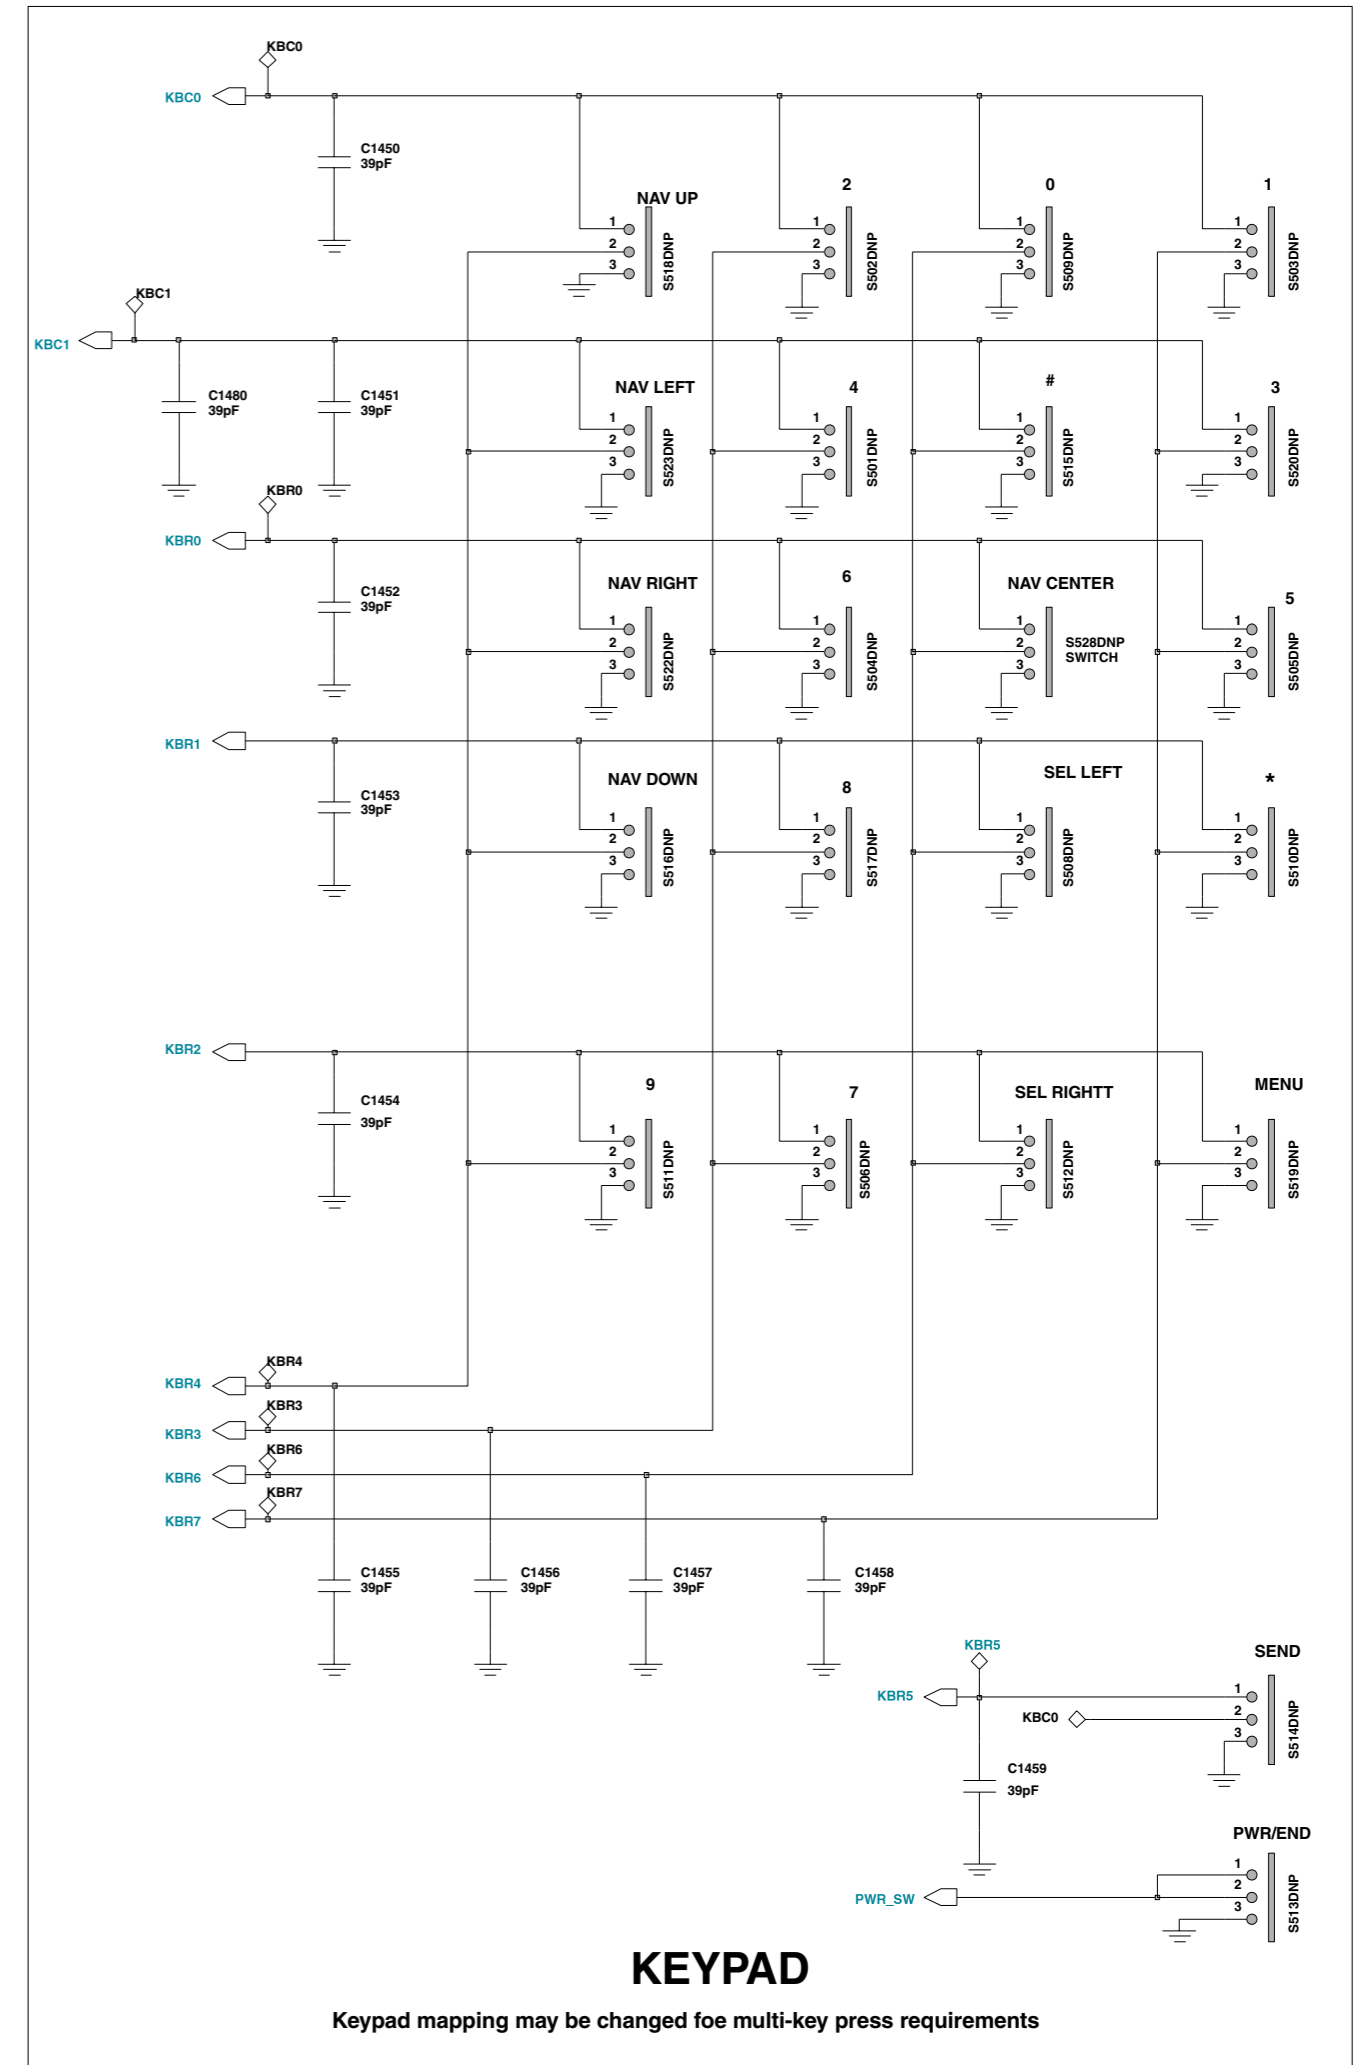 KBC0
KBC0
C1450
39pF
NAV UP
2
0
1
1
2
3
S518DNP
1
2
3
S502DNP
1
2
3
S509DNP
1
2
3
S503DNP
KBC1
KBC1
C1480
39pF
C1451
39pF
NAV LEFT
4
#
3
1
2
3
S523DNP
1
2
3
S501DNP
1
2
3
S515DNP
1
2
3
S520DNP
KBR0
KBR0
C1452
39pF
NAV RIGHT
6
NAV CENTER
5
1
2
3
S522DNP
1
2
3
S504DNP
1
2
3
S528DNP
SWITCH
1
2
3
S505DNP
KBR1
C1453
39pF
NAV DOWN
8
SEL LEFT
*
1
2
3
S516DNP
1
2
3
S517DNP
1
2
3
S508DNP
1
2
3
S510DNP
KBR2
C1454
39pF
9
7
SEL RIGHTT
MENU
1
2
3
S511DNP
1
2
3
S506DNP
1
2
3
S512DNP
1
2
3
S519DNP
KBR4
KBR4
KBR3
KBR3
KBR6
KBR6
KBR7
KBR7
C1455
39pF
C1456
39pF
C1457
39pF
C1458
39pF
KBR5
SEND
KBR5
KBC0
1
2
3
S514DNP
C1459
39pF
PWR/END
PWR_SW
1
2
3
S513DNP
KEYPAD
Keypad mapping may be changed foe multi-key press requirements